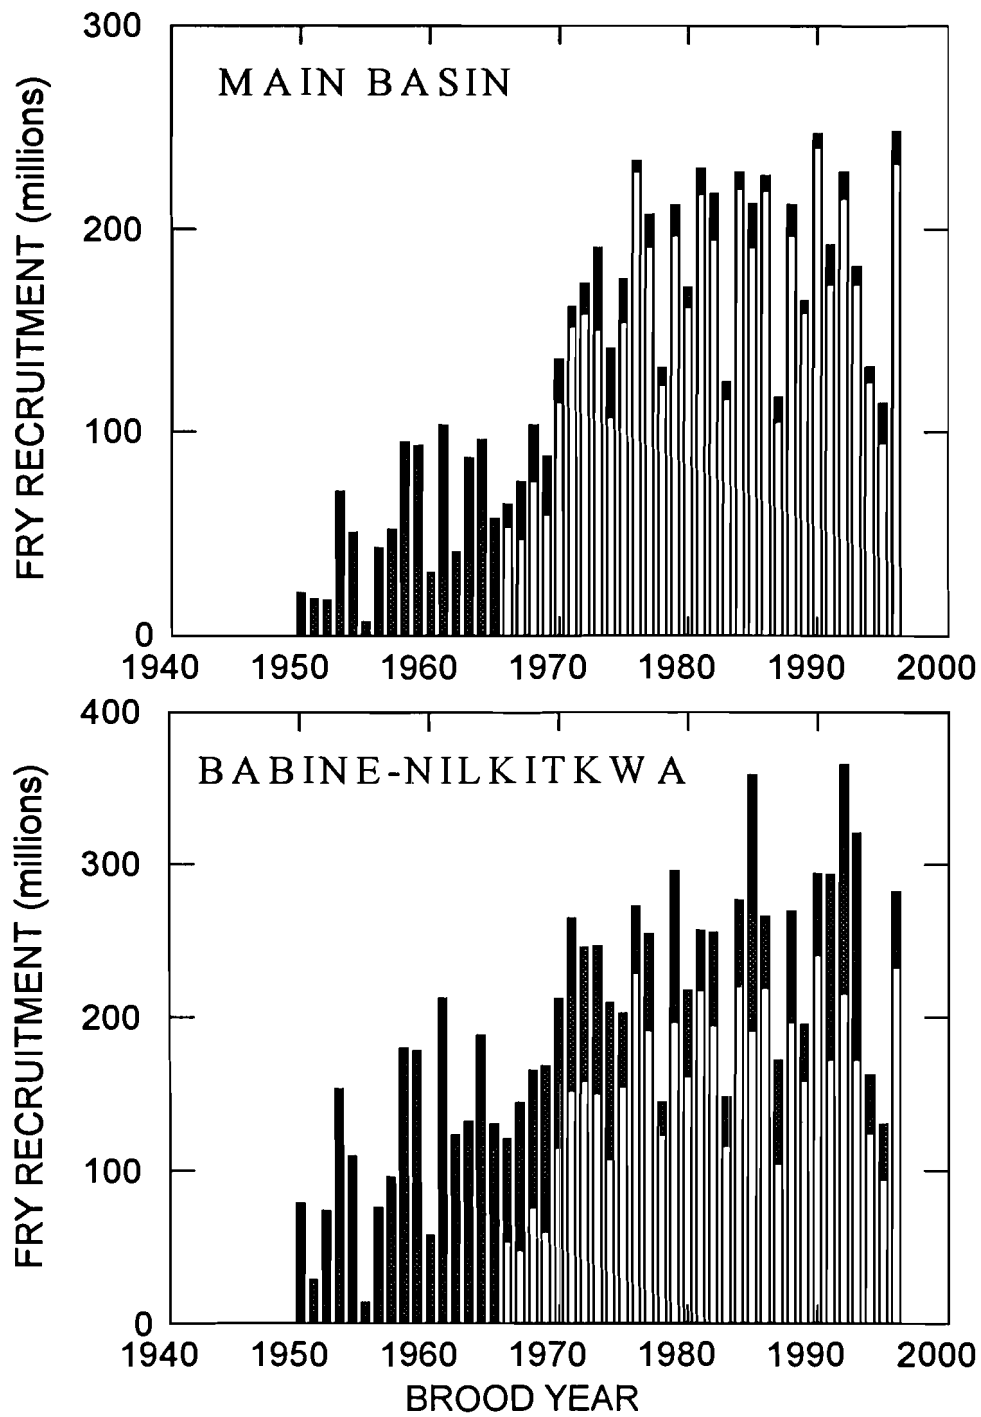 300
MAIN BASIN
200
100
0
FRY RECRUITMENT (millions)
1940 1950 1960 1970 1980 1990 2000
400
BABINE-NILKITKWA
300
200
100
0
FRY RECRUITMENT (millions)
1940 1950 1960 1970 1980 1990 2000
BROOD YEAR